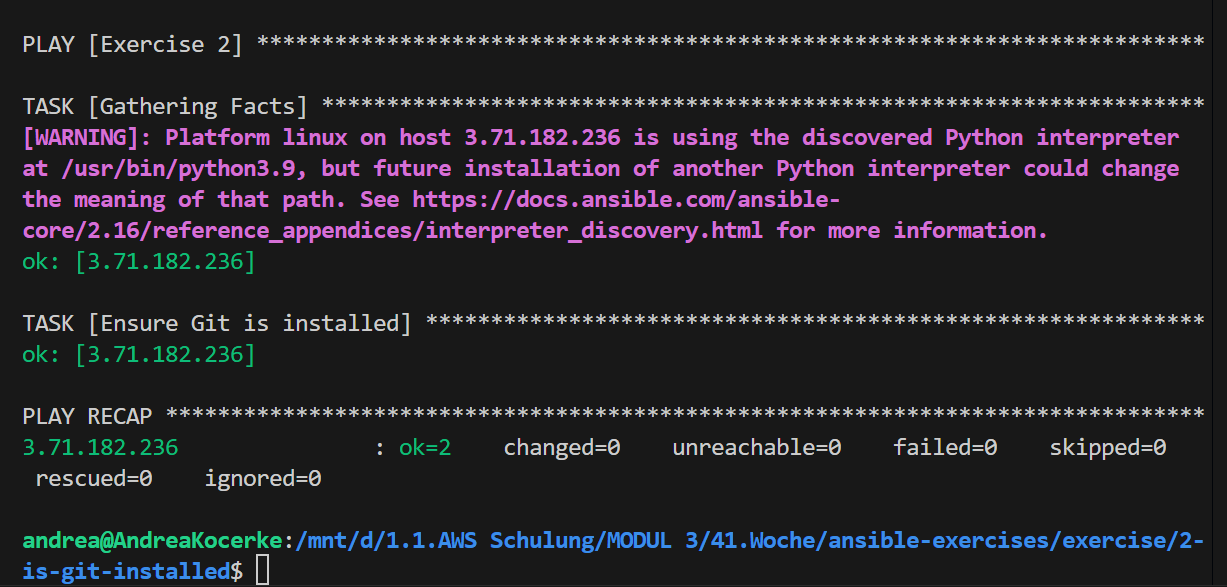 PLAY [Exercise 2] *************************************************************************
TASK [Gathering Facts] ********************************************************************
[WARNING]: Platform linux on host 3.71.182.236 is using the discovered Python interpreter
at /usr/bin/python3.9, but future installation of another Python interpreter could change
the meaning of that path. See https://docs.ansible.com/ansible-
core/2.16/reference_appendices/interpreter_discovery.html for more information.
ok: [3.71.182.236]
TASK [Ensure Git is installed] ************************************************************
ok: [3.71.182.236]
PLAY RECAP ********************************************************************************
3.71.182.236               : ok=2    changed=0    unreachable=0    failed=0    skipped=0
 rescued=0    ignored=0
andrea@AndreaKocerke:/mnt/d/1.1.AWS Schulung/MODUL 3/41.Woche/ansible-exercises/exercise/2-
is-git-installed$